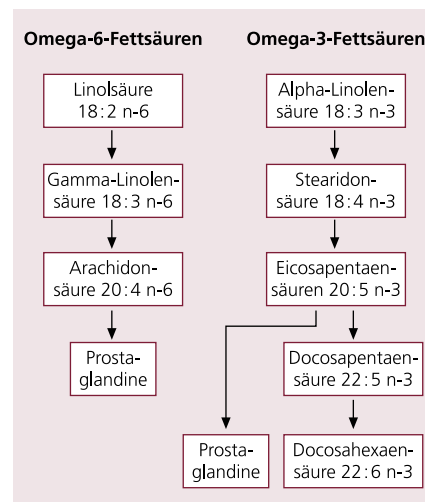 Omega-6-Fettsäuren
Linolsäure
18:2 n-6
Gamma-Linolen-
säure 18:3 n-6
Arachidon-
säure 20:4 n-6
Prosta-
glandine
Omega-3-Fettsäuren
Alpha-Linolen-
säure 18:3 n-3
Stearidon-
säure 18:4 n-3
Eicosapentaen-
säuren 20:5 n-3
Prosta-
glandine
Docosapentaen-
säure 22:5 n-3
Docosahexaen-
säure 22:6 n-3